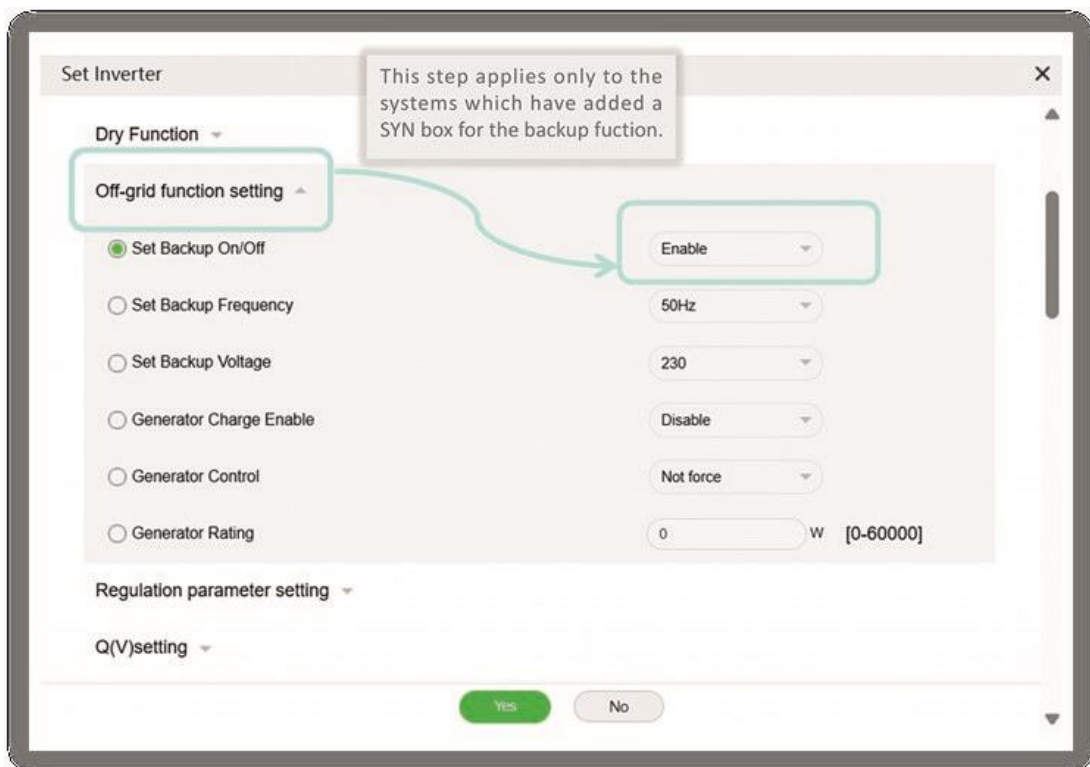 Set Inverter
This step applies only to the
systems which have added a
SYN box for the backup fuction.
Dry Function
Off-grid function setting
Set Backup On/Off Enable
Set Backup Frequency 50Hz
Set Backup Voltage 230
Generator Charge Enable Disable
Generator Control Not force
Generator Rating 0 W [0-60000]
Regulation parameter setting
Q(V)setting
Yes No